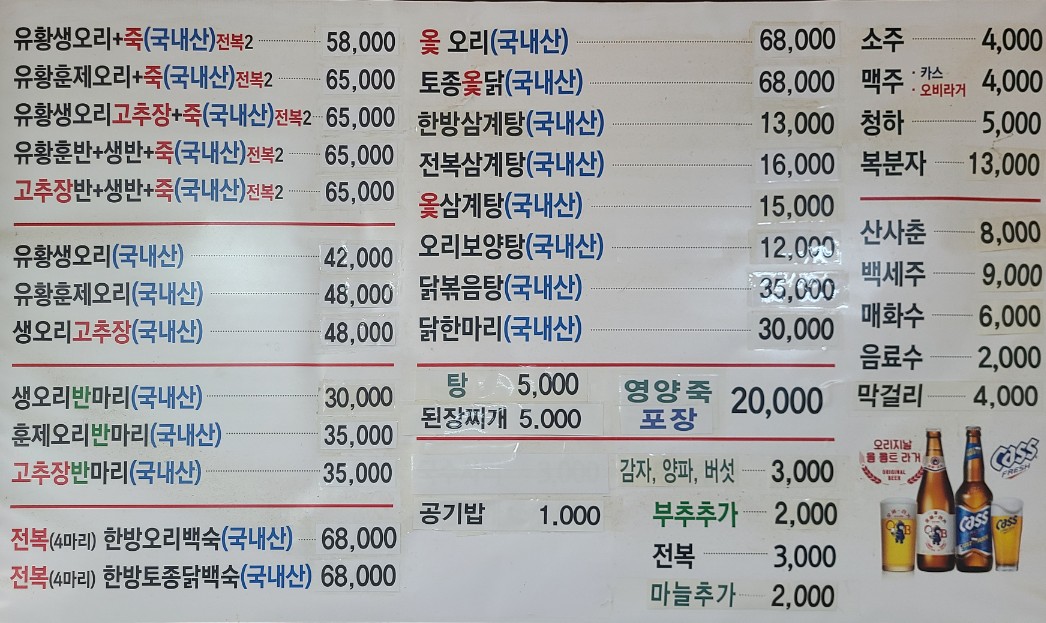 유황생오리+죽(국내산)전복2 58,000
유황훈제오리+죽(국내산)전복2 65,000
유황생오리고추장+죽(국내산)전복2 65,000
유황훈반+생반+죽(국내산)전복2 65,000
고추장반+생반+죽(국내산)전복2 65,000
유황생오리(국내산) 42,000
유황훈제오리(국내산) 48,000
생오리고추장(국내산) 48,000
생오리반마리(국내산) 30,000
훈제오리반마리(국내산) 35,000
고추장반마리(국내산) 35,000
전복(4마리) 한방오리백숙(국내산) 68,000
전복(4마리) 한방토종닭백숙(국내산) 68,000
옻 오리(국내산) 68,000
토종옻닭(국내산) 68,000
한방삼계탕(국내산) 13,000
전복삼계탕(국내산) 16,000
옻삼계탕(국내산) 15,000
오리보양탕(국내산) 12,000
닭볶음탕(국내산) 35,000
닭한마리(국내산) 30,000
탕 5,000
된장찌개 5.000
영양죽
포장 20,000
공기밥 1.000
감자, 양파, 버섯 3,000
부추추가 2,000
전복 3,000
마늘추가 2,000
소주 4,000
맥주 ·카스 ·오비라거 4,000
청하 5,000
복분자 13,000
산사춘 8,000
백세주 9,000
매화수 6,000
음료수 2,000
막걸리 4,000
오리지날
올 몰트 라거
ORIGINAL
BEER
OB
Cass
FRESH
Cass
Cass